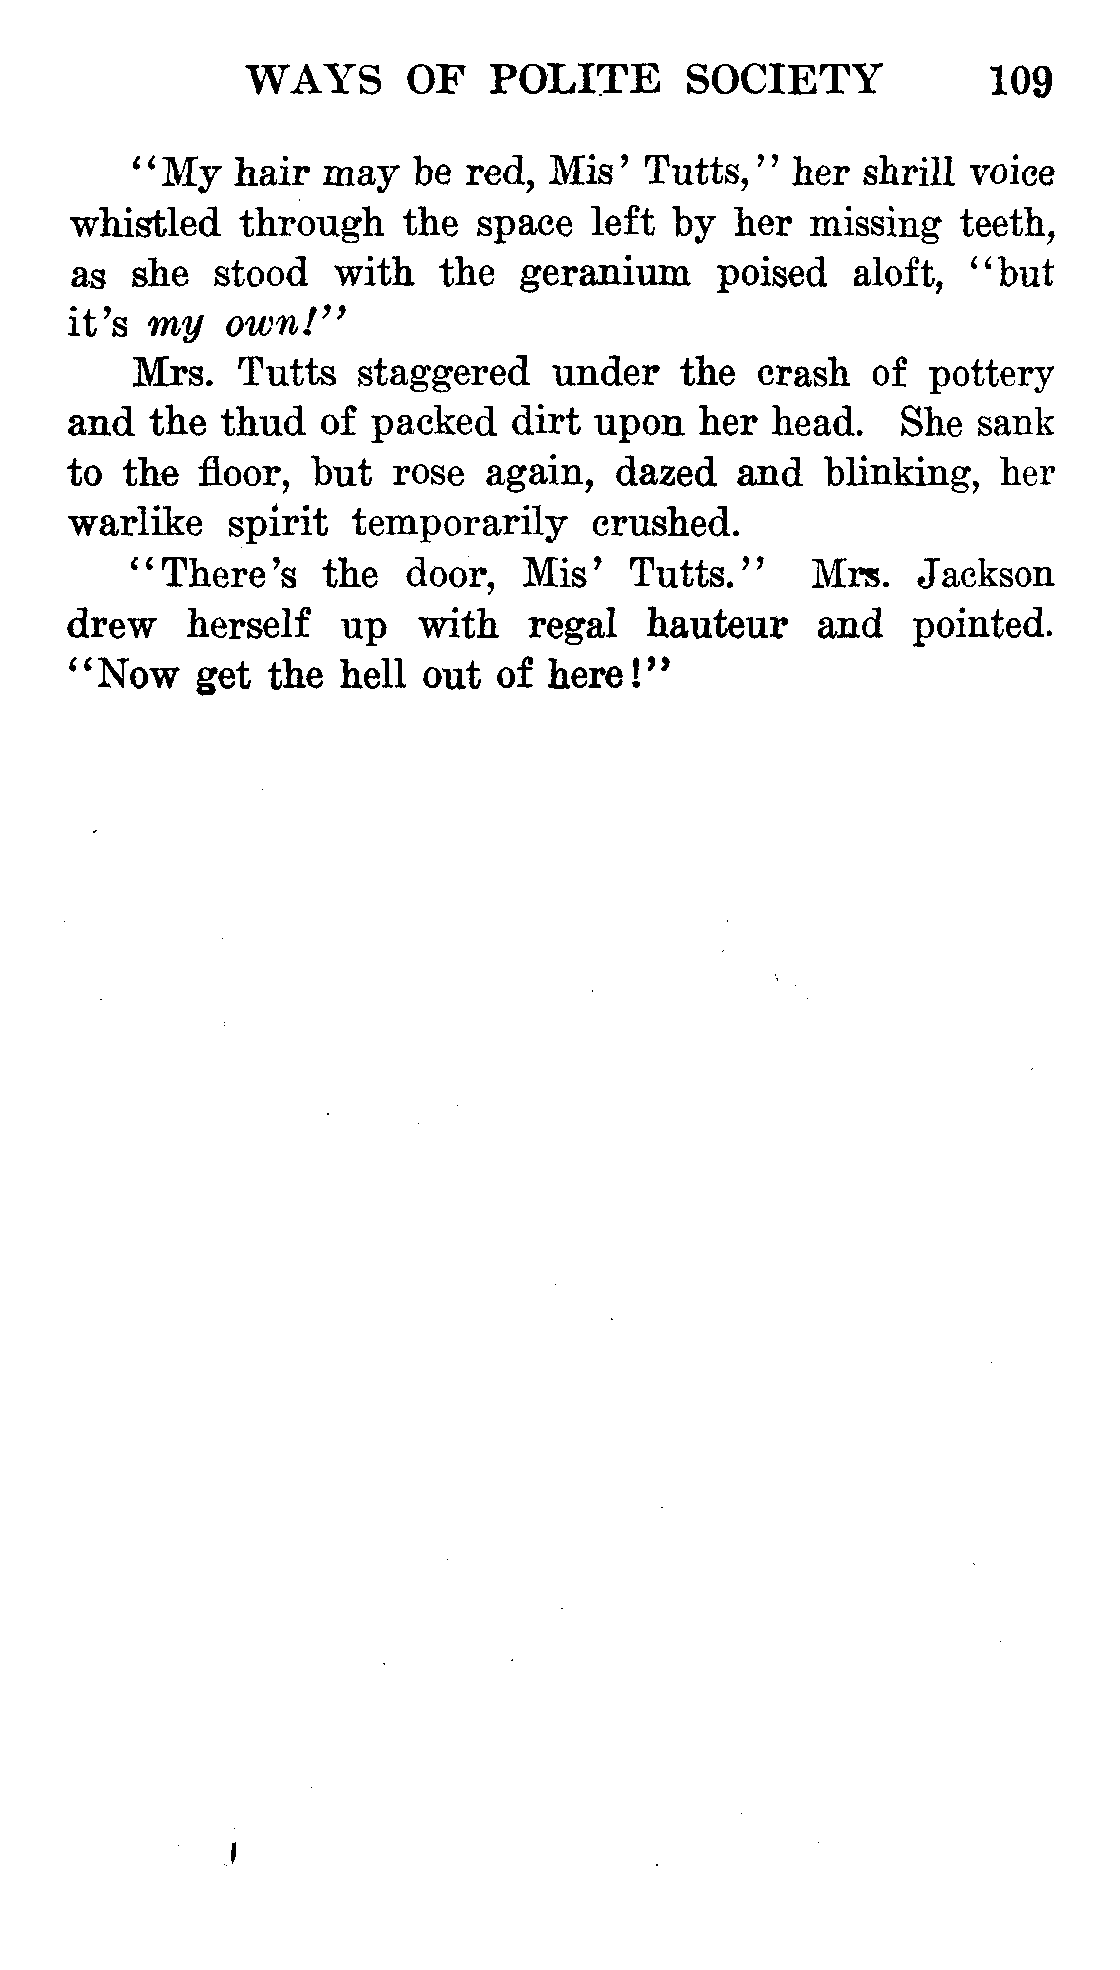 WAYS OF POLITE SOCIETY 109
"My hair may be red, Mis' Tutts," her shrill voice
whistled through the space left by her missing teeth,
as she stood with the geranium poised aloft, "but
it's my own!"
Mrs. Tutts staggered under the crash of pottery
and the thud of packed dirt upon her head. She sank
to the floor, but rose again, dazed and blinking, her
warlike spirit temporarily crushed.
"There's the door, Mis' Tutts." Mrs. Jackson
drew herself up with regal hauteur and pointed.
"Now get the hell out of here!"